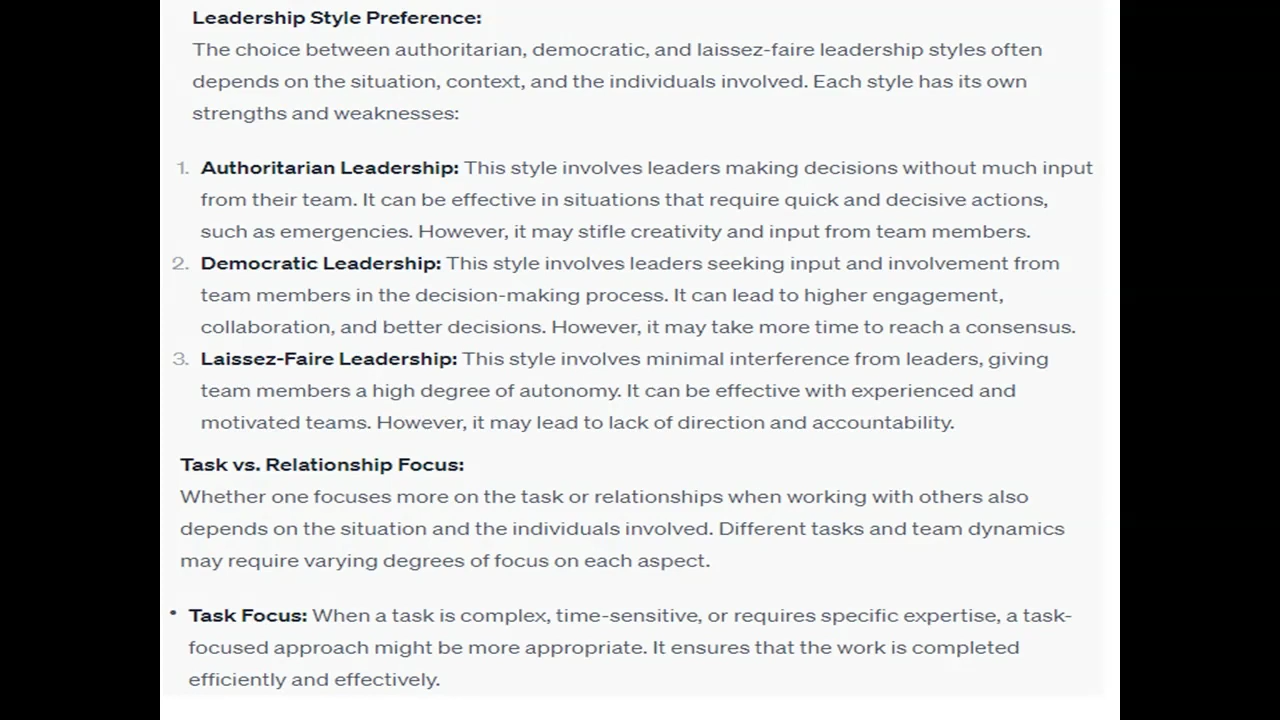 Leadership Style Preference:
The choice between authoritarian, democratic, and laissez-faire leadership styles often
depends on the situation, context, and the individuals involved. Each style has its own
strengths and weaknesses:
1. Authoritarian Leadership: This style involves leaders making decisions without much input
from their team. It can be effective in situations that require quick and decisive actions,
such as emergencies. However, it may stifle creativity and input from team members.
2. Democratic Leadership: This style involves leaders seeking input and involvement from
team members in the decision-making process. It can lead to higher engagement,
collaboration, and better decisions. However, it may take more time to reach a consensus.
3. Laissez-Faire Leadership: This style involves minimal interference from leaders, giving
team members a high degree of autonomy. It can be effective with experienced and
motivated teams. However, it may lead to lack of direction and accountability.
Task vs. Relationship Focus:
Whether one focuses more on the task or relationships when working with others also
depends on the situation and the individuals involved. Different tasks and team dynamics
may require varying degrees of focus on each aspect.
• Task Focus: When a task is complex, time-sensitive, or requires specific expertise, a task-
focused approach might be more appropriate. It ensures that the work is completed
efficiently and effectively.